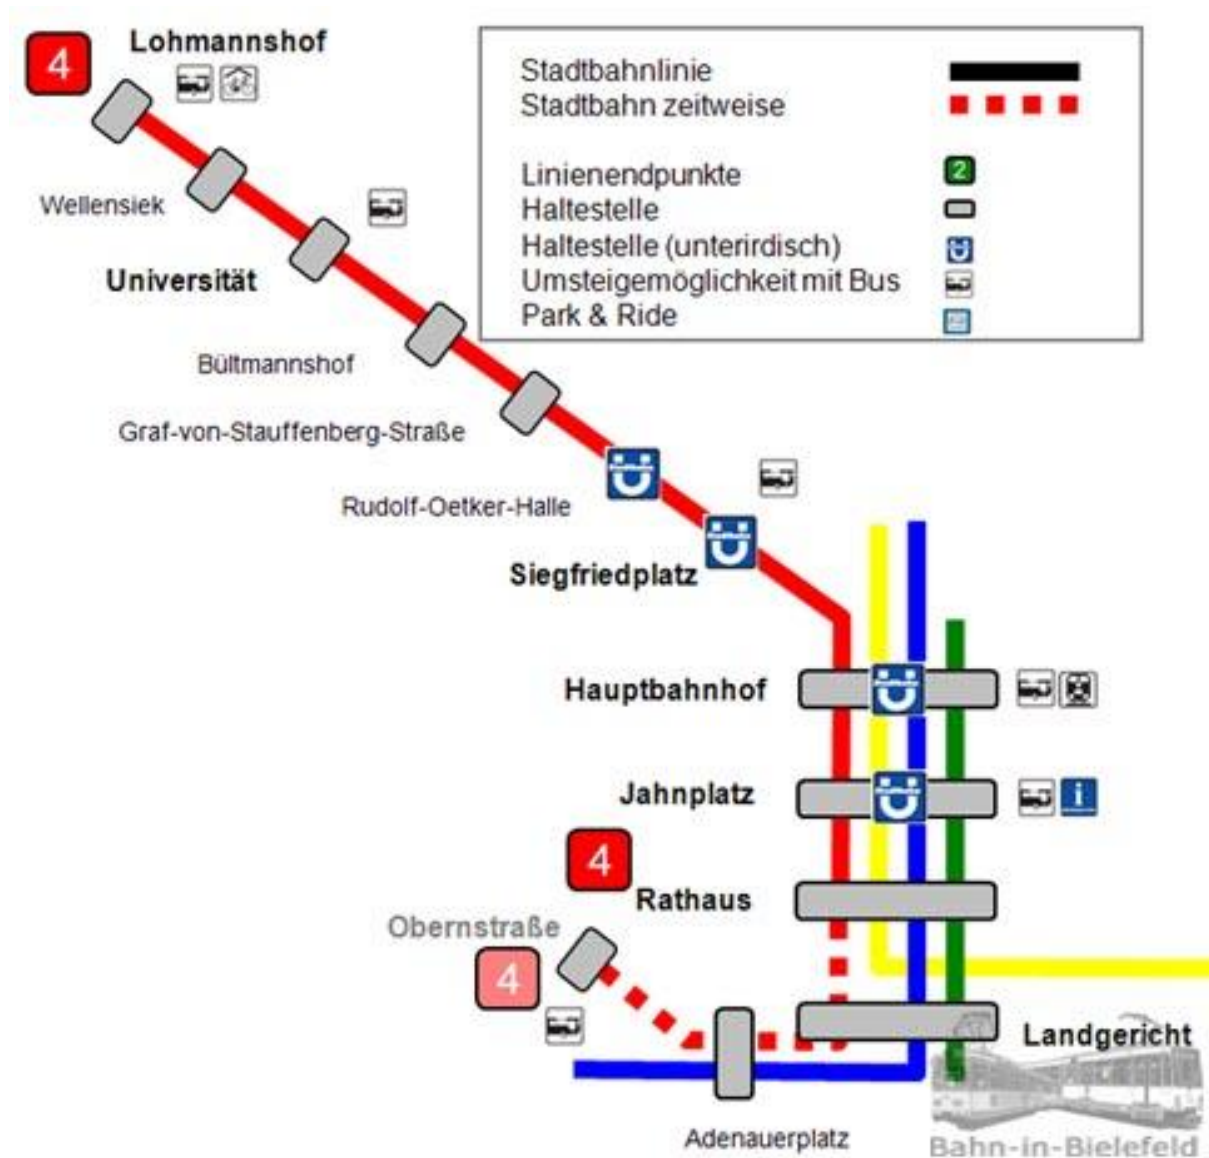 4
Lohmannshof
Stadtbahnlinie
Stadtbahn zeitweise
Linienendpunkte
2
Haltestelle
Haltestelle (unterirdisch)
Umsteigemöglichkeit mit Bus
Park & Ride
Wellensiek
Universität
Bültmannshof
Graf-von-Stauffenberg-Straße
Rudolf-Oetker-Halle
Siegfriedplatz
Hauptbahnhof
Jahnplatz
i
4
Rathaus
Obernstraße
4
Landgericht
Adenauerplatz
Bahn-in-Bielefeld